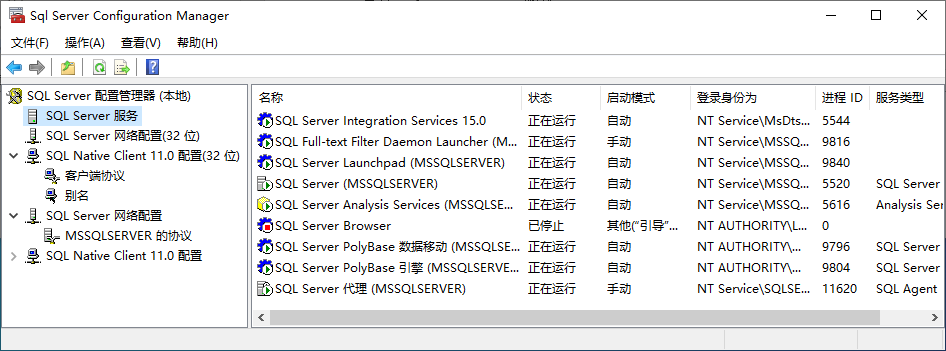 Sql Server Configuration Manager
文件(F) 操作(A) 查看(V) 帮助(H)
SQL Server 配置管理器 (本地)
SQL Server 服务
SQL Server 网络配置(32 位)
SQL Native Client 11.0 配置(32 位)
客户端协议
别名
SQL Server 网络配置
MSSQLSERVER 的协议
SQL Native Client 11.0 配置
名称 状态 启动模式 登录身份为 进程 ID 服务类型
SQL Server Integration Services 15.0 正在运行 自动 NT Service\MsDts... 5544
SQL Full-text Filter Daemon Launcher (M... 正在运行 手动 NT Service\MSSQ... 9816
SQL Server Launchpad (MSSQLSERVER) 正在运行 自动 NT Service\MSSQ... 9840
SQL Server (MSSQLSERVER) 正在运行 自动 NT Service\MSSQ... 5520 SQL Server
SQL Server Analysis Services (MSSQLSE... 正在运行 自动 NT Service\MSSQ... 5616 Analysis Ser
SQL Server Browser 已停止 其他("引导"... NT AUTHORITY\L... 0
SQL Server PolyBase 数据移动 (MSSQLSE... 正在运行 自动 NT AUTHORITY\... 9796 SQL Server
SQL Server PolyBase 引擎 (MSSQLSERVE... 正在运行 自动 NT AUTHORITY\... 9804 SQL Server
SQL Server 代理 (MSSQLSERVER) 正在运行 手动 NT Service\SQLSE... 11620 SQL Agent